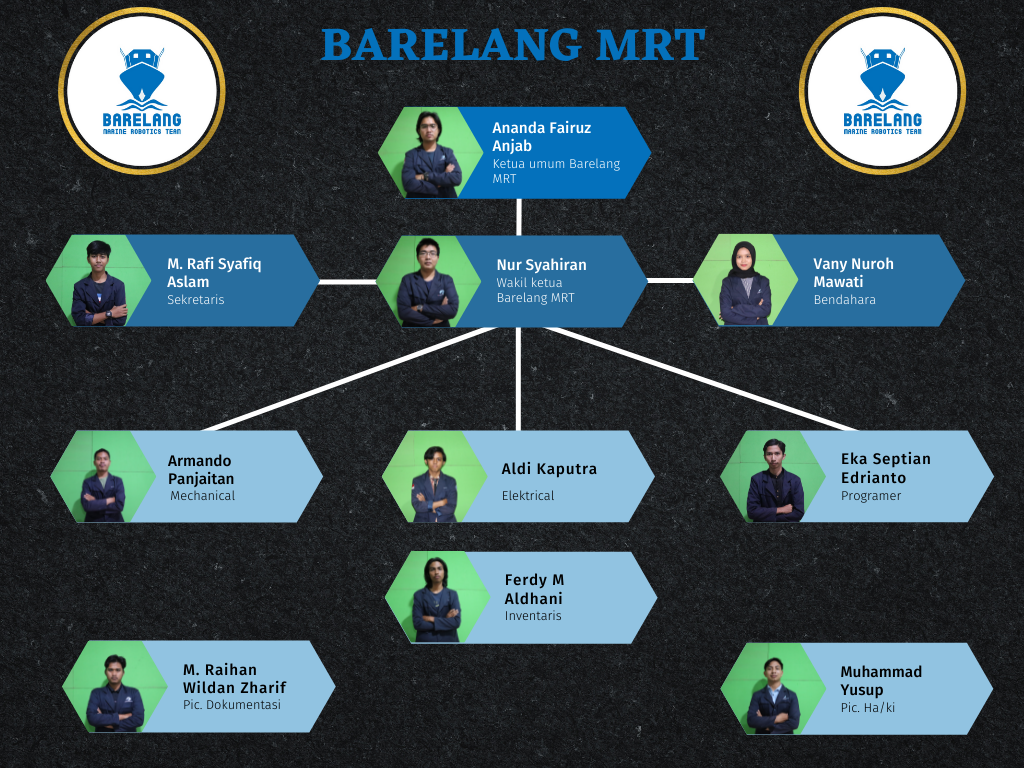 BARELANG MRT
BARELANG
MARINE ROBOTICS TEAM
BARELANG
MARINE ROBOTICS TEAM
Ananda Fairuz
Anjab
Ketua umum Barelang
MRT
M. Rafi Syafiq
Aslam
Sekretaris
Nur Syahiran
Wakil ketua
Barelang MRT
Vany Nuroh
Mawati
Bendahara
Armando
Panjaitan
Mechanical
Aldi Kaputra
Elektrical
Eka Septian
Edrianto
Programer
Ferdy M
Aldhani
Inventaris
M. Raihan
Wildan Zharif
Pic. Dokumentasi
Muhammad
Yusup
Pic. Ha/ki